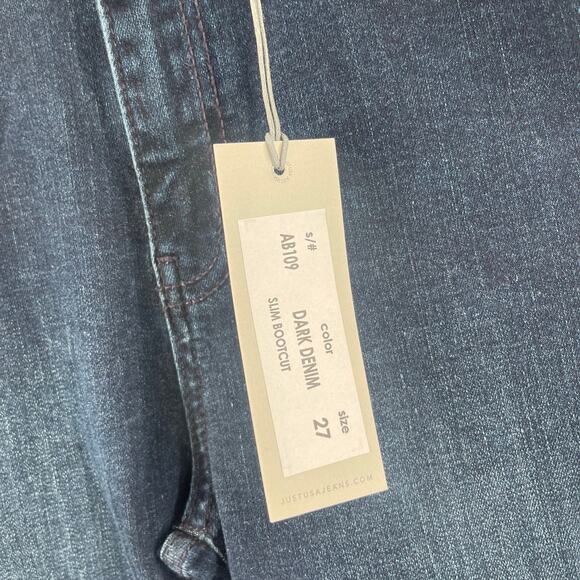 s/#
AB109
color
DARK DENIM
SLIM BOOTCUT
size
27
JUSTUSAJEANS.COM